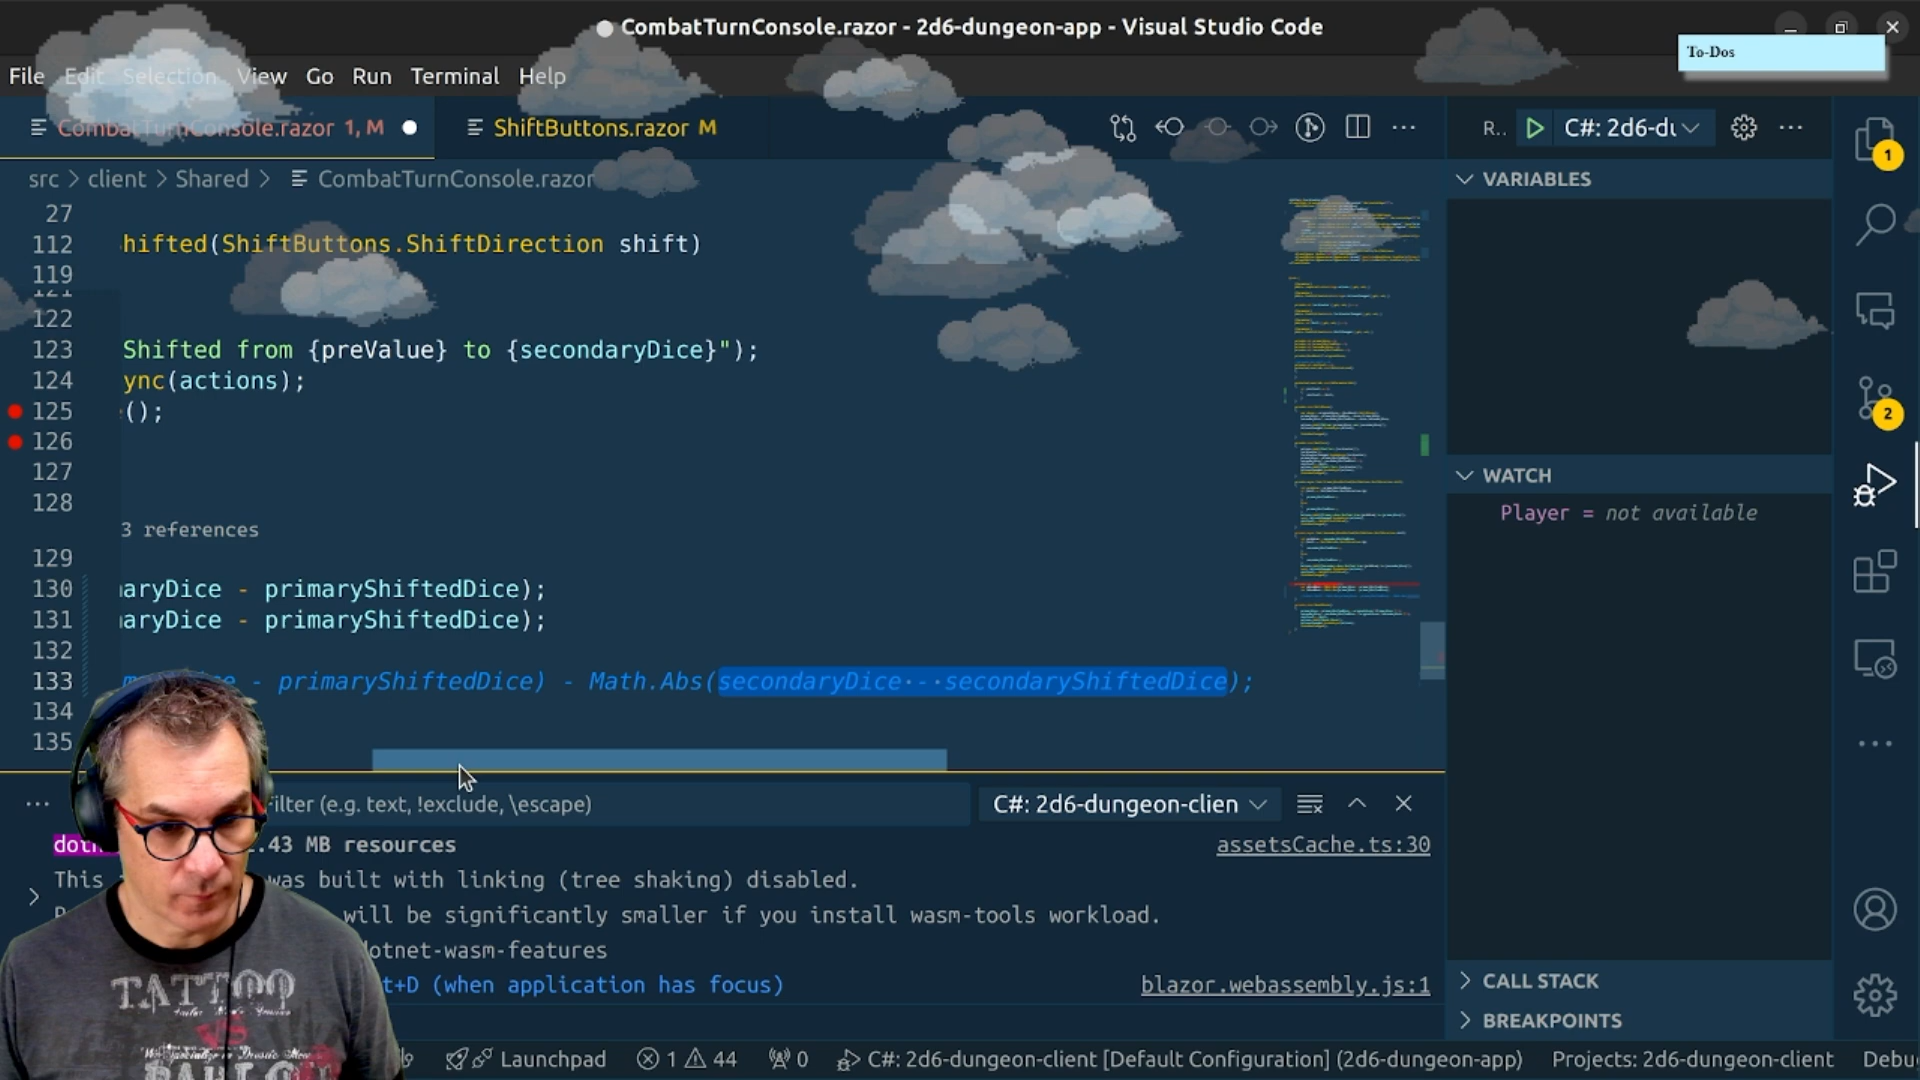 CombatTurnConsole.razor - 2d6-dungeon-app - Visual Studio Code
To-Dos
File Edit Selection View Go Run Terminal Help
CombatTurnConsole.razor 1, M
ShiftButtons.razor M
R.. C#: 2d6-du
1
src > client > Shared > CombatTurnConsole.razor
VARIABLES
27
112 hifted(ShiftButtons.ShiftDirection shift)
119
121
122
123 Shifted from {preValue} to {secondaryDice}");
124 ync(actions);
125 ();
126
127
128
3 references
129
130 aryDice - primaryShiftedDice);
131 aryDice - primaryShiftedDice);
132
133 - primaryShiftedDice) - Math.Abs(secondaryDice - secondaryShiftedDice);
134
135
2
WATCH
Player = not available
ilter (e.g. text, !exclude, \escape)
C#: 2d6-dungeon-clien
.43 MB resources
assetsCache.ts:30
This was built with linking (tree shaking) disabled.
will be significantly smaller if you install wasm-tools workload.
dotnet-wasm-features
t+D (when application has focus)
blazor.webassembly.js:1
CALL STACK
BREAKPOINTS
TATTOO
VS
PABLO
Launchpad 1 44 0 C#: 2d6-dungeon-client [Default Configuration] (2d6-dungeon-app) Projects: 2d6-dungeon-client Debu